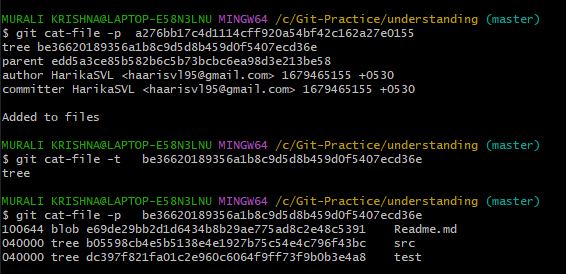 MURALI KRISHNA@LAPTOP-E58N3LNU MINGW64 /c/Git-Practice/understanding (master)
$ git cat-file -p  a276bb17c4d1114cff920a54bf42c162a27e0155
tree be36620189356a1b8c9d5d8b459d0f5407ecd36e
parent edd5a3ce85b582b6c5b73bcbc6ea98d3e213be58
author HarikaSVL <haarisvl95@gmail.com> 1679465155 +0530
committer HarikaSVL <haarisvl95@gmail.com> 1679465155 +0530
Added to files
MURALI KRISHNA@LAPTOP-E58N3LNU MINGW64 /c/Git-Practice/understanding (master)
$ git cat-file -t   be36620189356a1b8c9d5d8b459d0f5407ecd36e
tree
MURALI KRISHNA@LAPTOP-E58N3LNU MINGW64 /c/Git-Practice/understanding (master)
$ git cat-file -p   be36620189356a1b8c9d5d8b459d0f5407ecd36e
100644 blob e69de29bb2d1d6434b8b29ae775ad8c2e48c5391    Readme.md
040000 tree b05598cb4e5b5138e4e1927b75c54e4c796f43bc    src
040000 tree dc397f821fa01c2e960c6064f9ff73f9b0b3e4a8    test